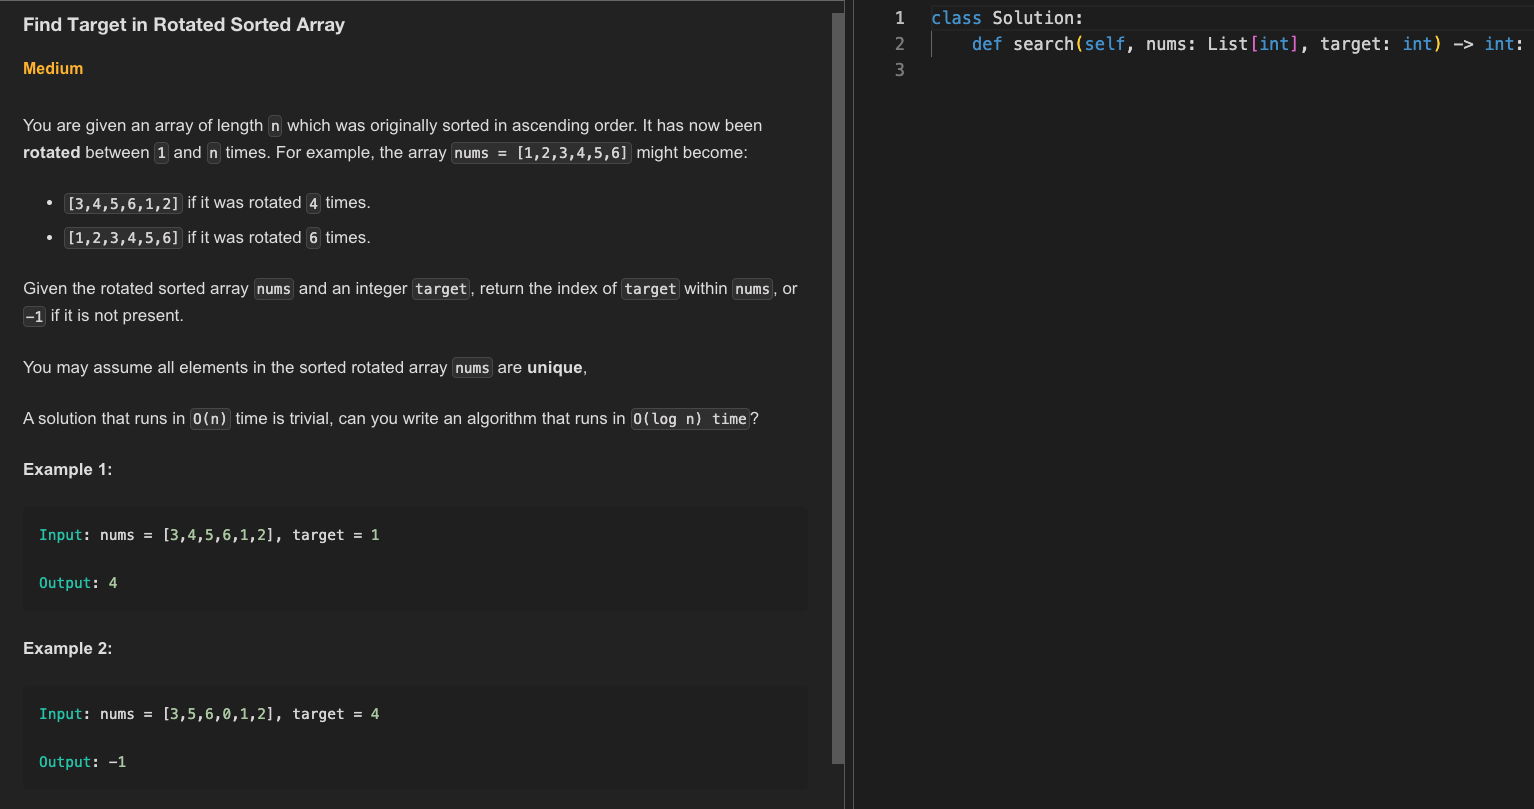 Find Target in Rotated Sorted Array
Medium
You are given an array of length n which was originally sorted in ascending order. It has now been
rotated between 1 and n times. For example, the array nums = [1,2,3,4,5,6] might become:
• [3,4,5,6,1,2] if it was rotated 4 times.
• [1,2,3,4,5,6] if it was rotated 6 times.
Given the rotated sorted array nums and an integer target, return the index of target within nums, or
-1 if it is not present.
You may assume all elements in the sorted rotated array nums are unique,
A solution that runs in O(n) time is trivial, can you write an algorithm that runs in O(log n) time?
Example 1:
Input: nums = [3,4,5,6,1,2], target = 1
Output: 4
Example 2:
Input: nums = [3,5,6,0,1,2], target = 4
Output: -1
1 class Solution:
2     def search(self, nums: List[int], target: int) -> int:
3